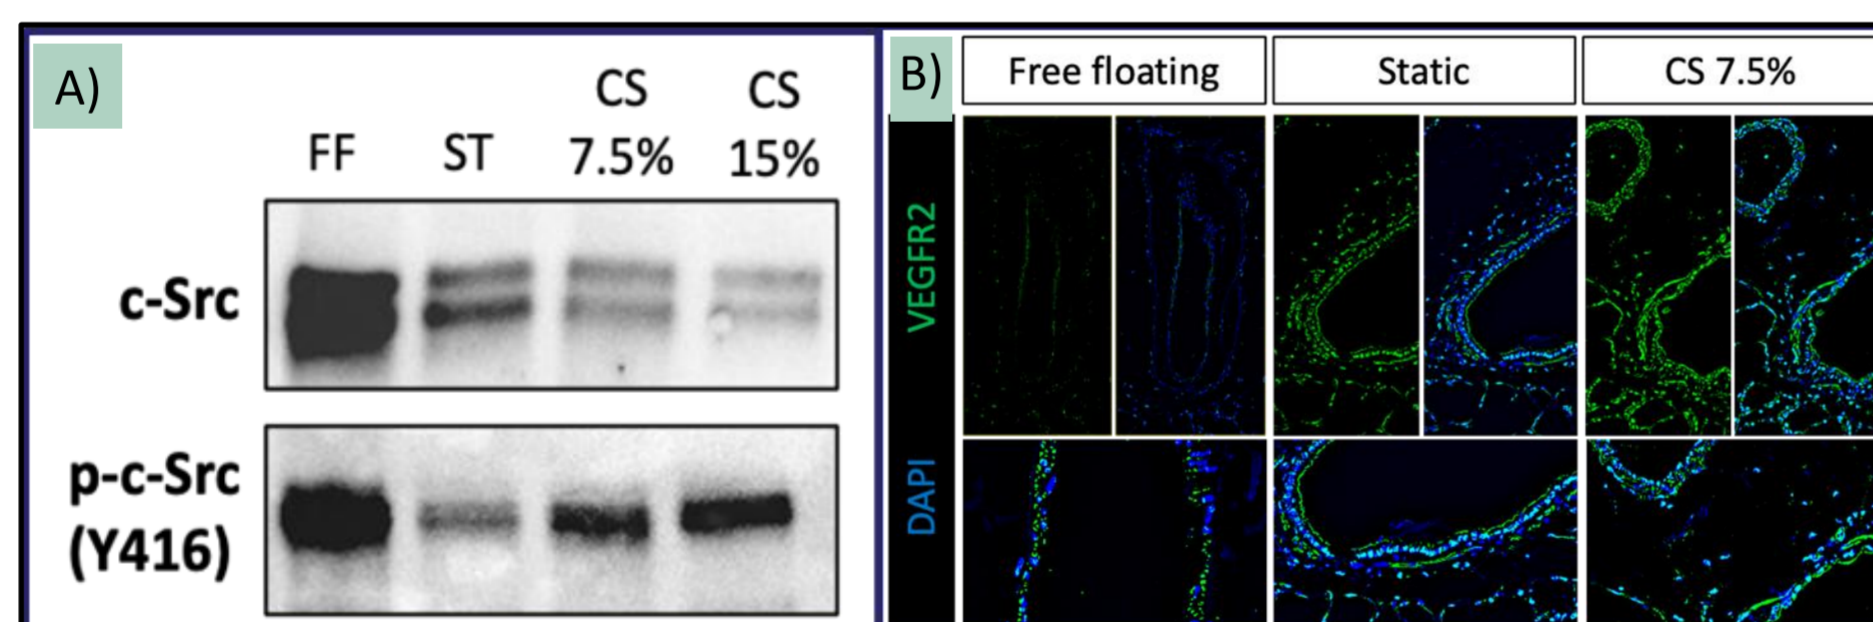 A)
FF ST CS 7.5% CS 15%
c-Src
p-c-Src
(Y416)
B)
Free floating
Static
CS 7.5%
VEGFR2
DAPI